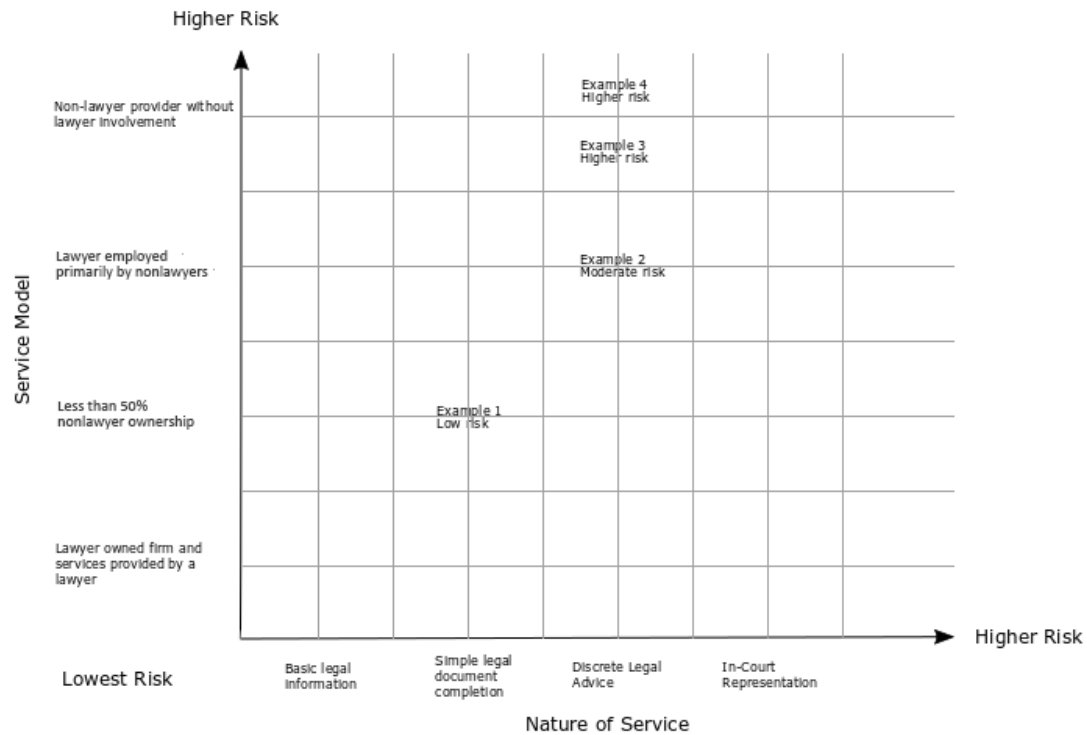 Higher Risk
Example 4
Higher risk
Non-lawyer provider without
lawyer involvement
Example 3
Higher risk
Lawyer employed
primarily by nonlawyers
Example 2
Moderate risk
Service Model
Less than 50%
nonlawyer ownership
Example 1
Low risk
Lawyer owned firm and
services provided by a
lawyer
Higher Risk
Lowest Risk
Basic legal
information
Simple legal
document
completion
Discrete Legal
Advice
In-Court
Representation
Nature of Service